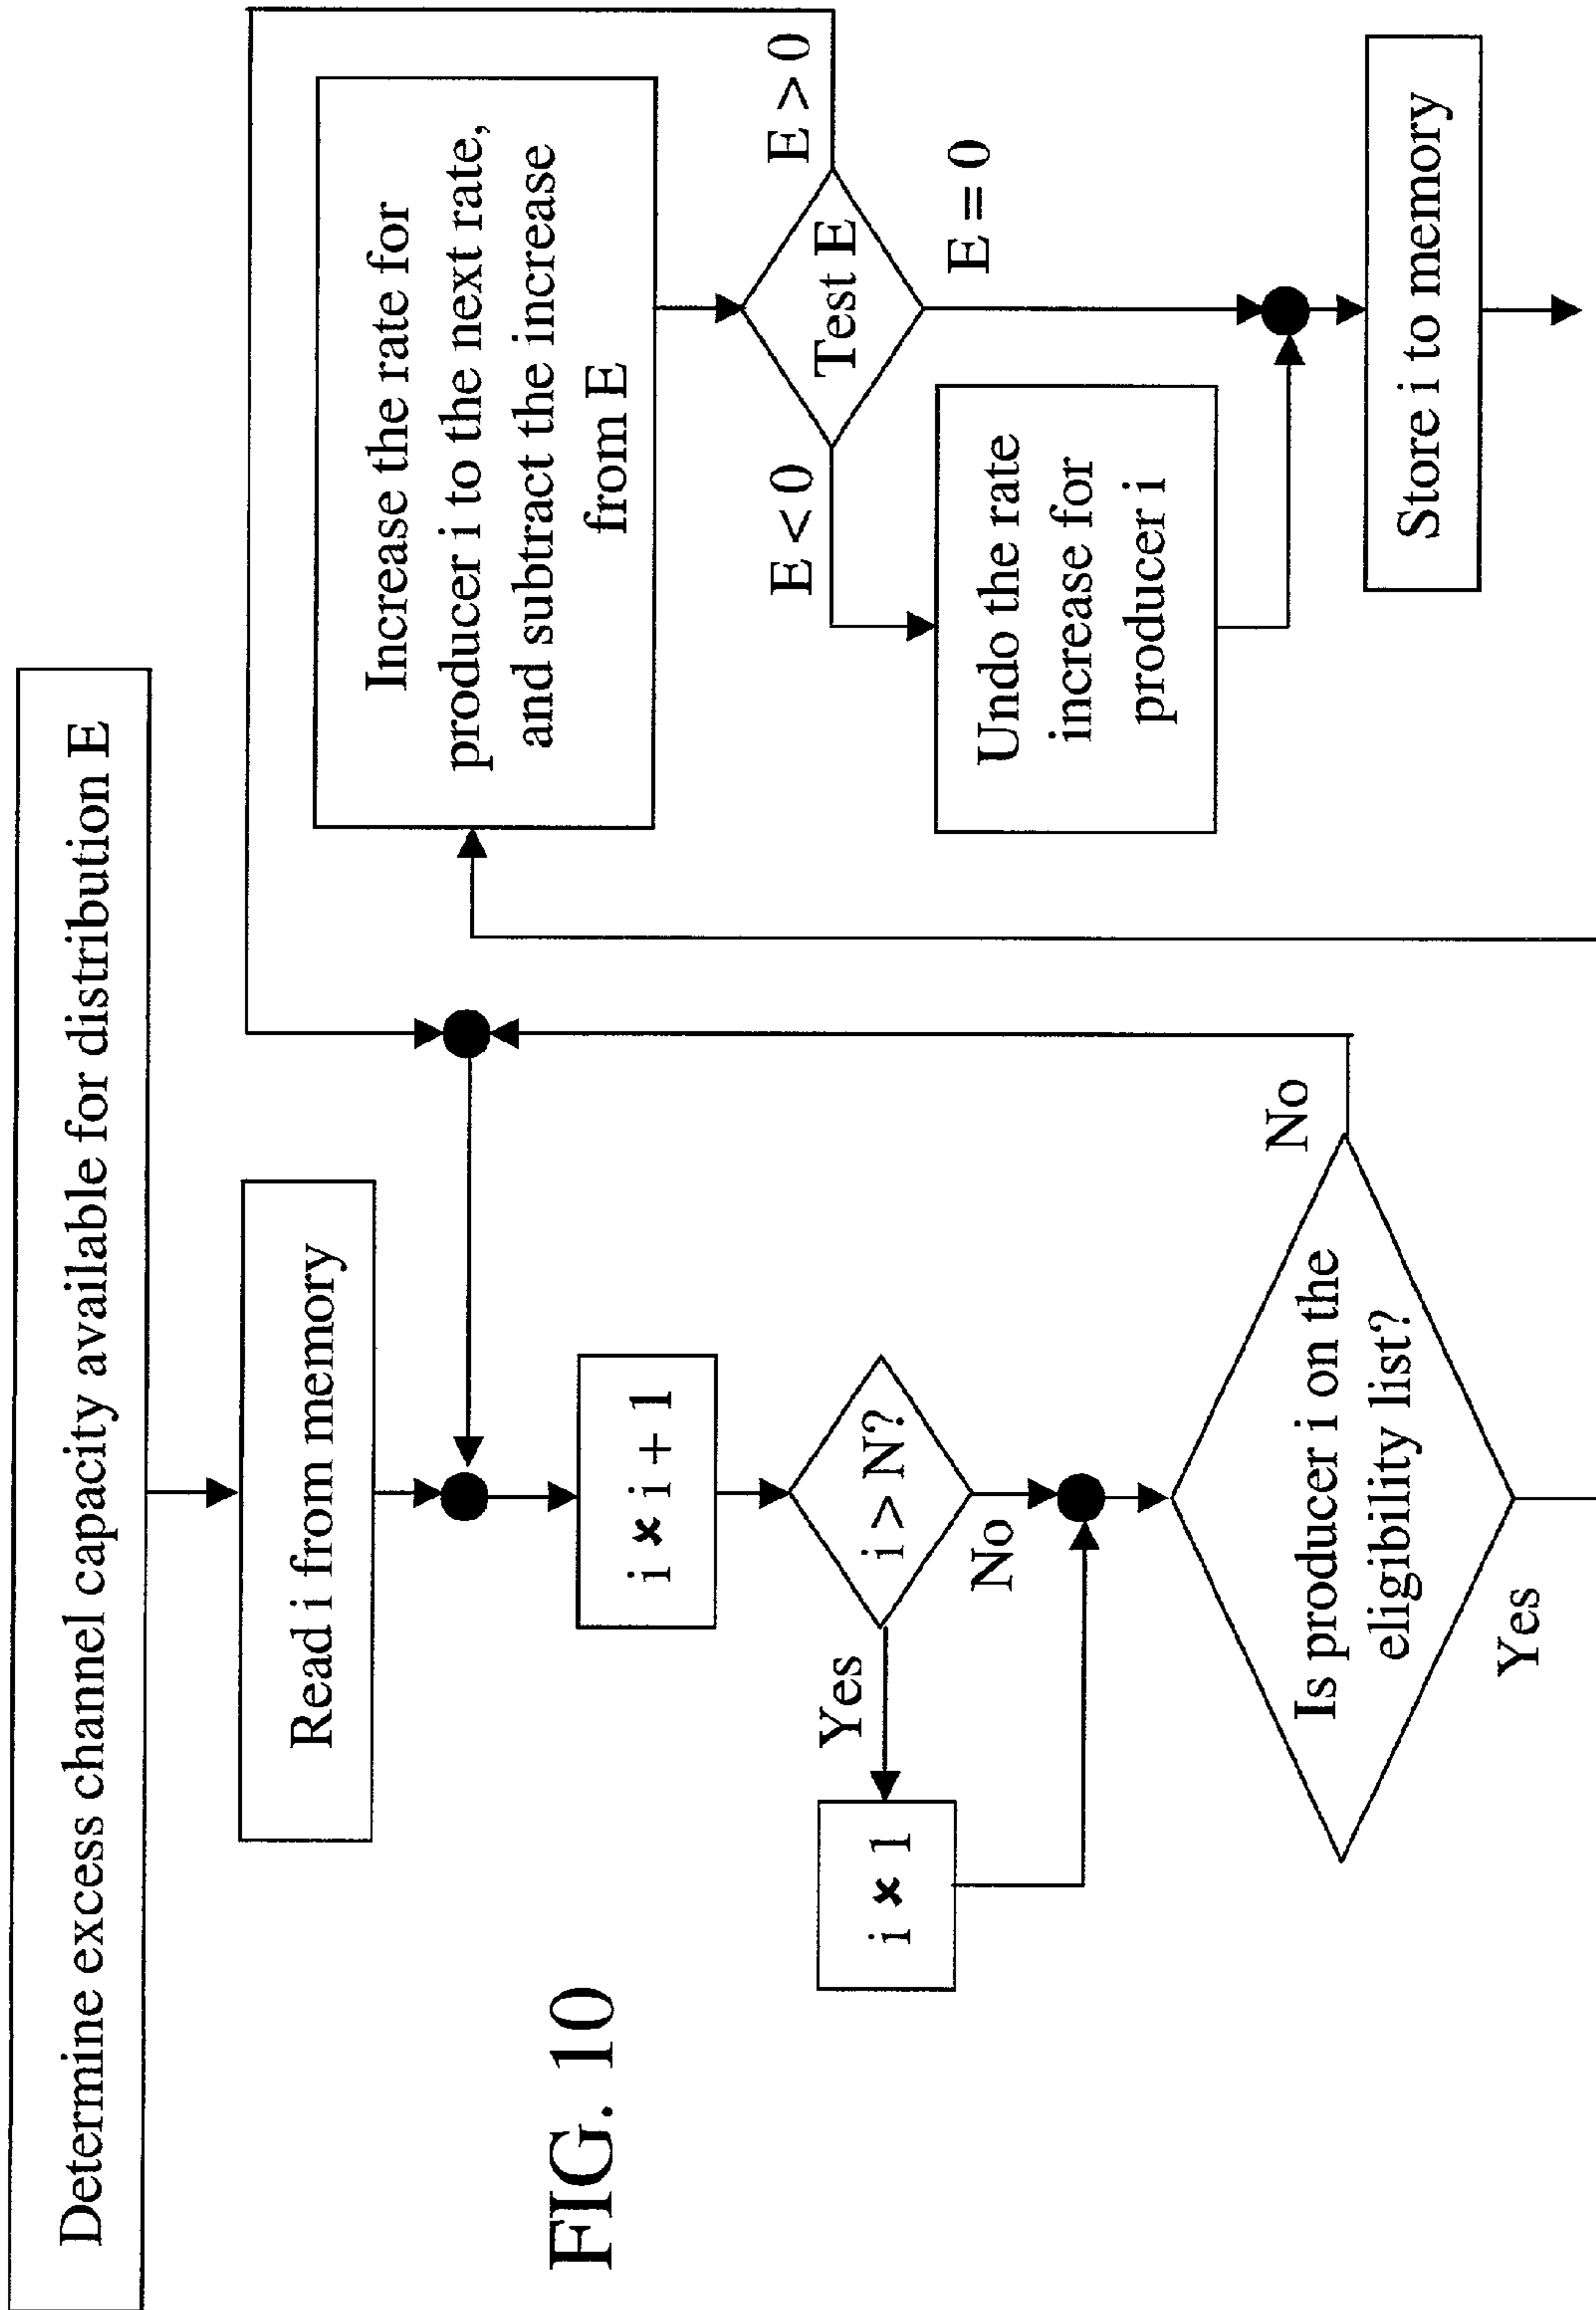 Determine excess channel capacity available for distribution E
Read i from memory
i × i + 1
i > N?
Yes
No
i × 1
Is producer i on the
eligibility list?
No
Yes
Increase the rate for
producer i to the next rate,
and subtract the increase
from E
Test E
E > 0
E < 0
E = 0
Undo the rate
increase for
producer i
Store i to memory
FIG. 10